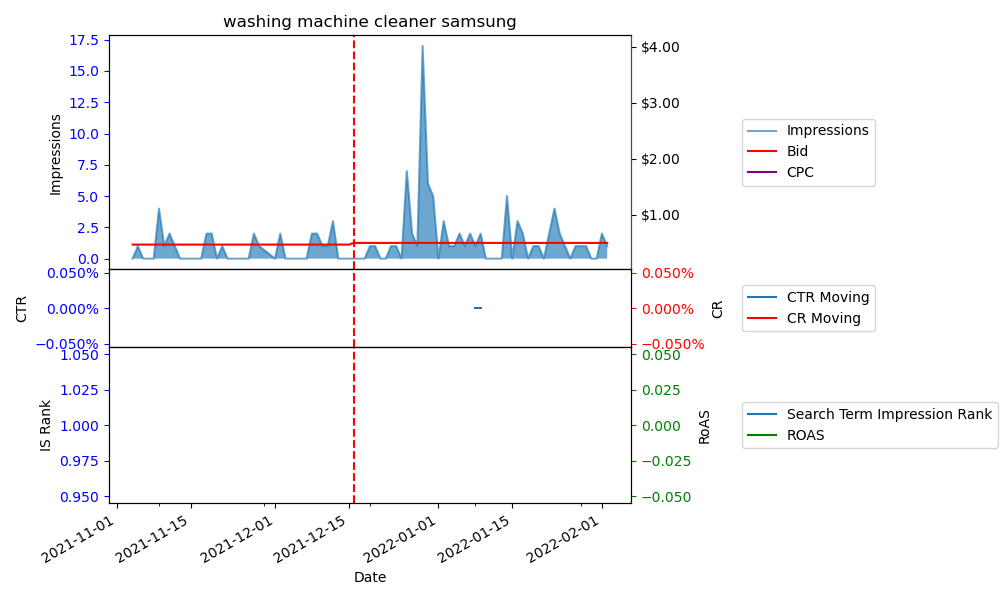 washing machine cleaner samsung
17.5
15.0
12.5
10.0
7.5
5.0
2.5
0.0
Impressions
$4.00
$3.00
$2.00
$1.00
Impressions
Bid
CPC
0.050%
0.000%
−0.050%
CTR
0.050%
0.000%
−0.050%
CR
CTR Moving
CR Moving
1.050
1.025
1.000
0.975
0.950
IS Rank
0.050
0.025
0.000
−0.025
−0.050
RoAS
Search Term Impression Rank
ROAS
2021-11-01
2021-11-15
2021-12-01
2021-12-15
2022-01-01
2022-01-15
2022-02-01
Date